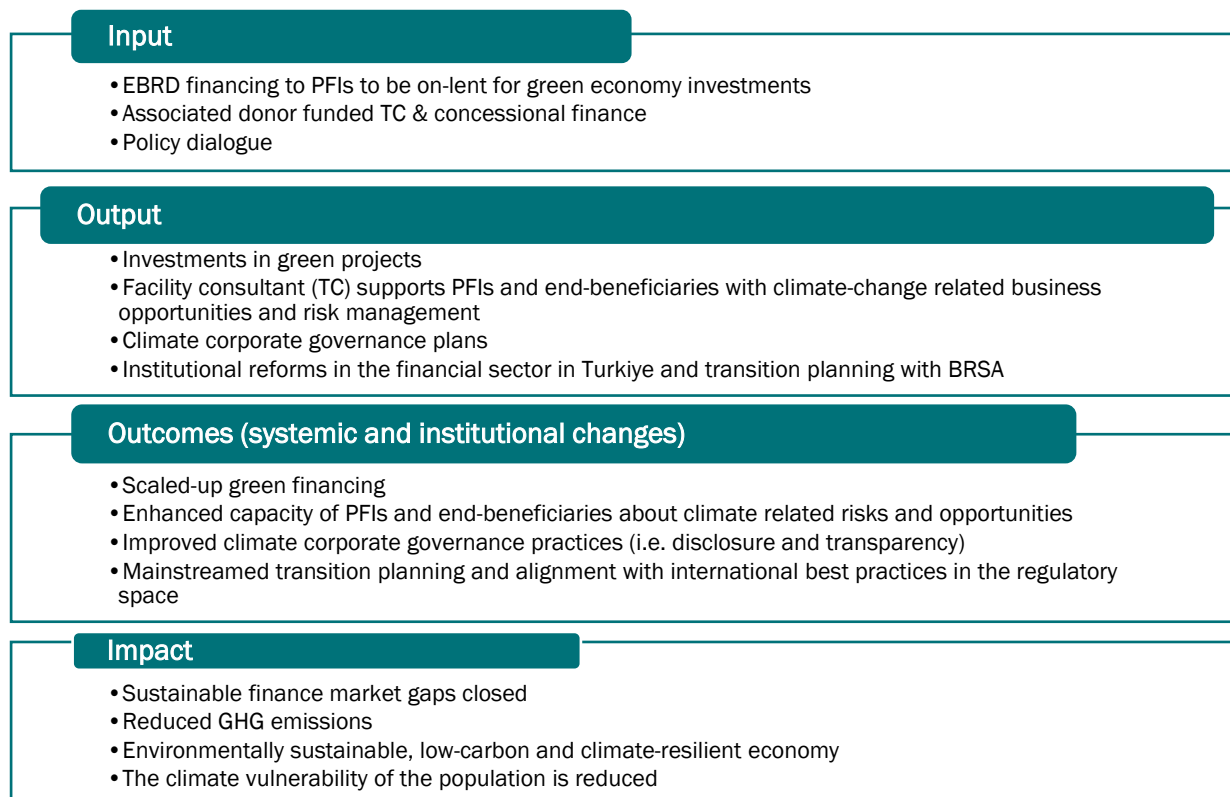 Input
•EBRD financing to PFIs to be on-lent for green economy investments
•Associated donor funded TC & concessional finance
•Policy dialogue
Output
•Investments in green projects
•Facility consultant (TC) supports PFIs and end-beneficiaries with climate-change related business
opportunities and risk management
•Climate corporate governance plans
•Institutional reforms in the financial sector in Turkiye and transition planning with BRSA
Outcomes (systemic and institutional changes)
•Scaled-up green financing
•Enhanced capacity of PFIs and end-beneficiaries about climate related risks and opportunities
•Improved climate corporate governance practices (i.e. disclosure and transparency)
•Mainstreamed transition planning and alignment with international best practices in the regulatory
space
Impact
•Sustainable finance market gaps closed
•Reduced GHG emissions
•Environmentally sustainable, low-carbon and climate-resilient economy
•The climate vulnerability of the population is reduced